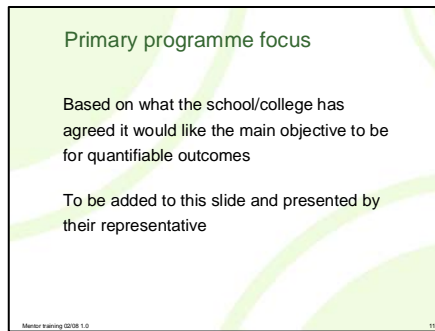 Primary programme focus
Based on what the school/college has
agreed it would like the main objective to be
for quantifiable outcomes
To be added to this slide and presented by
their representative
Mentor training 02/08 1.0
11